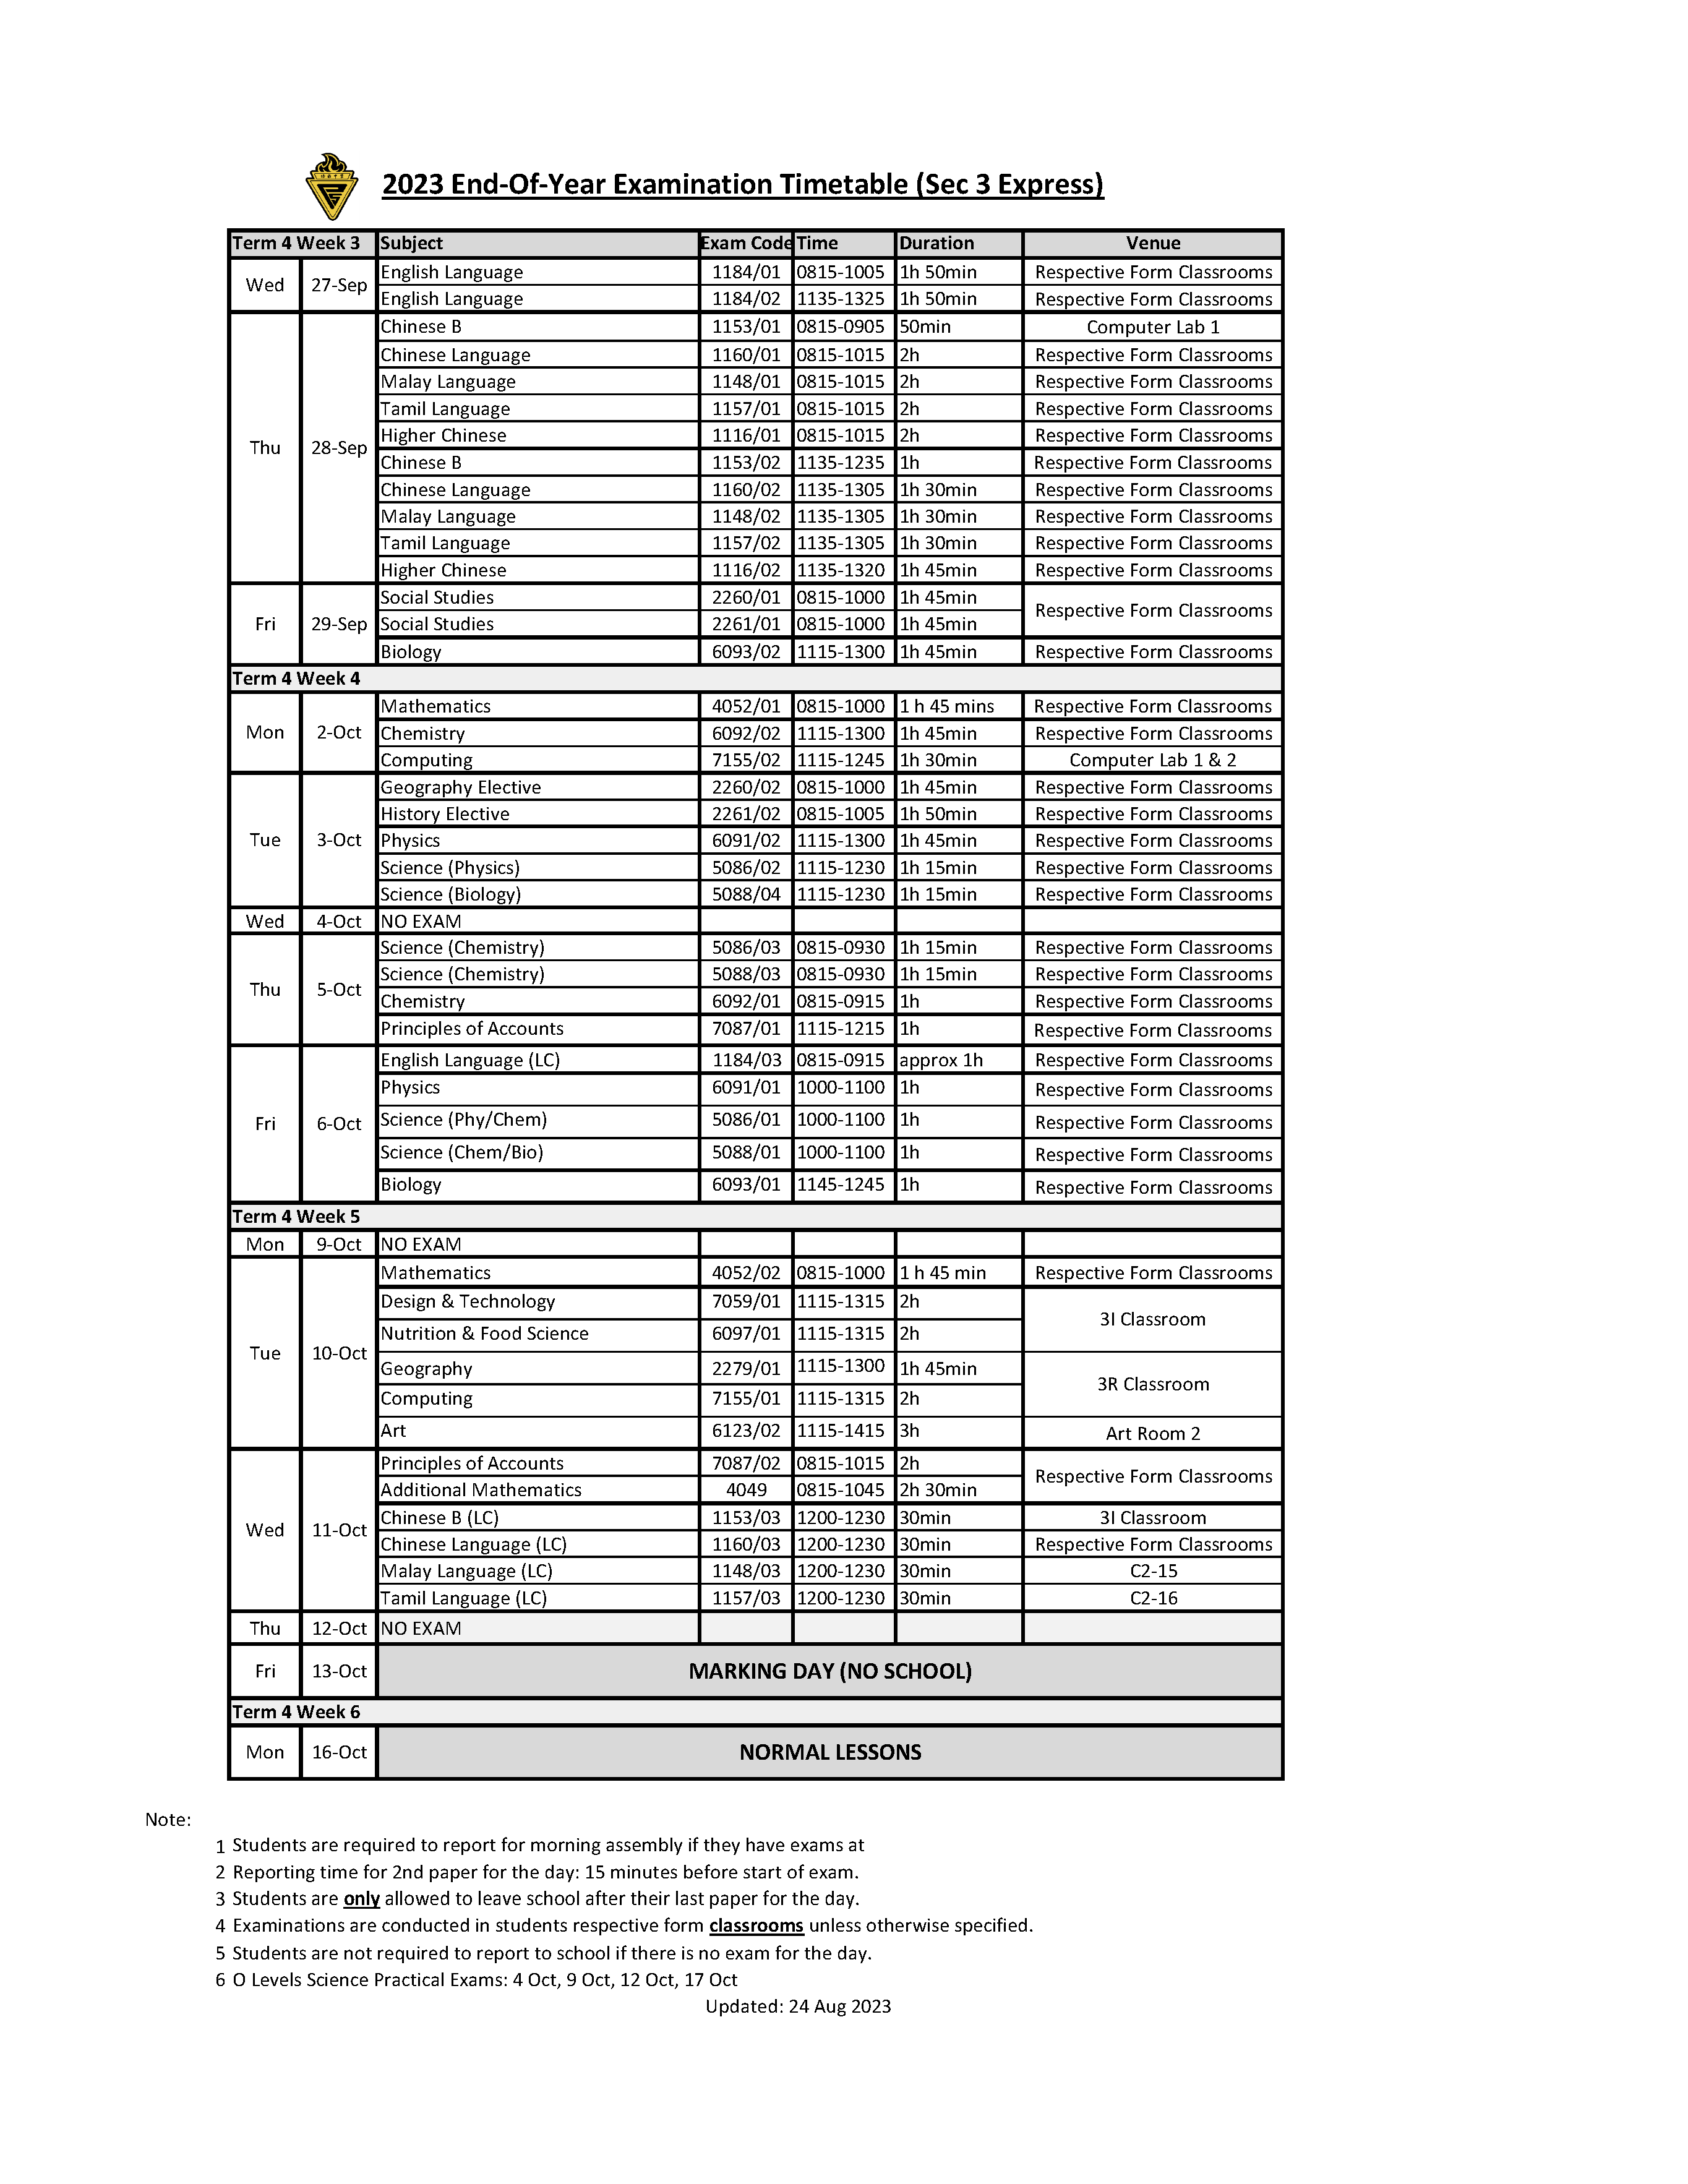 2023 End-Of-Year Examination Timetable (Sec 3 Express)
Term 4 Week 3 Subject Exam Code Time Duration Venue
Wed 27-Sep
English Language 1184/01 0815-1005 1h 50min Respective Form Classrooms
English Language 1184/02 1135-1325 1h 50min Respective Form Classrooms
Thu 28-Sep
Chinese B 1153/01 0815-0905 50min Computer Lab 1
Chinese Language 1160/01 0815-1015 2h Respective Form Classrooms
Malay Language 1148/01 0815-1015 2h Respective Form Classrooms
Tamil Language 1157/01 0815-1015 2h Respective Form Classrooms
Higher Chinese 1116/01 0815-1015 2h Respective Form Classrooms
Chinese B 1153/02 1135-1235 1h Respective Form Classrooms
Chinese Language 1160/02 1135-1305 1h 30min Respective Form Classrooms
Malay Language 1148/02 1135-1305 1h 30min Respective Form Classrooms
Tamil Language 1157/02 1135-1305 1h 30min Respective Form Classrooms
Higher Chinese 1116/02 1135-1320 1h 45min Respective Form Classrooms
Fri 29-Sep
Social Studies 2260/01 0815-1000 1h 45min Respective Form Classrooms
Social Studies 2261/01 0815-1000 1h 45min
Biology 6093/02 1115-1300 1h 45min Respective Form Classrooms
Term 4 Week 4
Mon 2-Oct
Mathematics 4052/01 0815-1000 1 h 45 mins Respective Form Classrooms
Chemistry 6092/02 1115-1300 1h 45min Respective Form Classrooms
Computing 7155/02 1115-1245 1h 30min Computer Lab 1 & 2
Tue 3-Oct
Geography Elective 2260/02 0815-1000 1h 45min Respective Form Classrooms
History Elective 2261/02 0815-1005 1h 50min Respective Form Classrooms
Physics 6091/02 1115-1300 1h 45min Respective Form Classrooms
Science (Physics) 5086/02 1115-1230 1h 15min Respective Form Classrooms
Science (Biology) 5088/04 1115-1230 1h 15min Respective Form Classrooms
Wed 4-Oct NO EXAM
Thu 5-Oct
Science (Chemistry) 5086/03 0815-0930 1h 15min Respective Form Classrooms
Science (Chemistry) 5088/03 0815-0930 1h 15min Respective Form Classrooms
Chemistry 6092/01 0815-0915 1h Respective Form Classrooms
Principles of Accounts 7087/01 1115-1215 1h Respective Form Classrooms
Fri 6-Oct
English Language (LC) 1184/03 0815-0915 approx 1h Respective Form Classrooms
Physics 6091/01 1000-1100 1h Respective Form Classrooms
Science (Phy/Chem) 5086/01 1000-1100 1h Respective Form Classrooms
Science (Chem/Bio) 5088/01 1000-1100 1h Respective Form Classrooms
Biology 6093/01 1145-1245 1h Respective Form Classrooms
Term 4 Week 5
Mon 9-Oct NO EXAM
Tue 10-Oct
Mathematics 4052/02 0815-1000 1 h 45 min Respective Form Classrooms
Design & Technology 7059/01 1115-1315 2h 3I Classroom
Nutrition & Food Science 6097/01 1115-1315 2h
Geography 2279/01 1115-1300 1h 45min 3R Classroom
Computing 7155/01 1115-1315 2h
Art 6123/02 1115-1415 3h Art Room 2
Wed 11-Oct
Principles of Accounts 7087/02 0815-1015 2h Respective Form Classrooms
Additional Mathematics 4049 0815-1045 2h 30min
Chinese B (LC) 1153/03 1200-1230 30min 3I Classroom
Chinese Language (LC) 1160/03 1200-1230 30min Respective Form Classrooms
Malay Language (LC) 1148/03 1200-1230 30min C2-15
Tamil Language (LC) 1157/03 1200-1230 30min C2-16
Thu 12-Oct NO EXAM
Fri 13-Oct MARKING DAY (NO SCHOOL)
Term 4 Week 6
Mon 16-Oct NORMAL LESSONS
Note:
1 Students are required to report for morning assembly if they have exams at
2 Reporting time for 2nd paper for the day: 15 minutes before start of exam.
3 Students are only allowed to leave school after their last paper for the day.
4 Examinations are conducted in students respective form classrooms unless otherwise specified.
5 Students are not required to report to school if there is no exam for the day.
6 O Levels Science Practical Exams: 4 Oct, 9 Oct, 12 Oct, 17 Oct
Updated: 24 Aug 2023